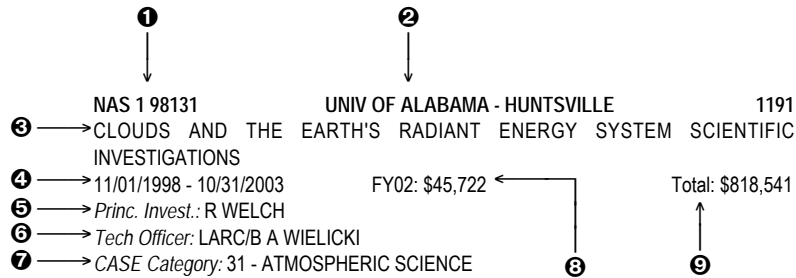 ❶ ❷
NAS 1 98131 UNIV OF ALABAMA - HUNTSVILLE 1191
❸ CLOUDS AND THE EARTH'S RADIANT ENERGY SYSTEM SCIENTIFIC
INVESTIGATIONS
❹ 11/01/1998 - 10/31/2003 FY02: $45,722 Total: $818,541
❺ Princ. Invest.: R WELCH
❻ Tech Officer: LARC/B A WIELICKI
❼ CASE Category: 31 - ATMOSPHERIC SCIENCE ❽ ❾